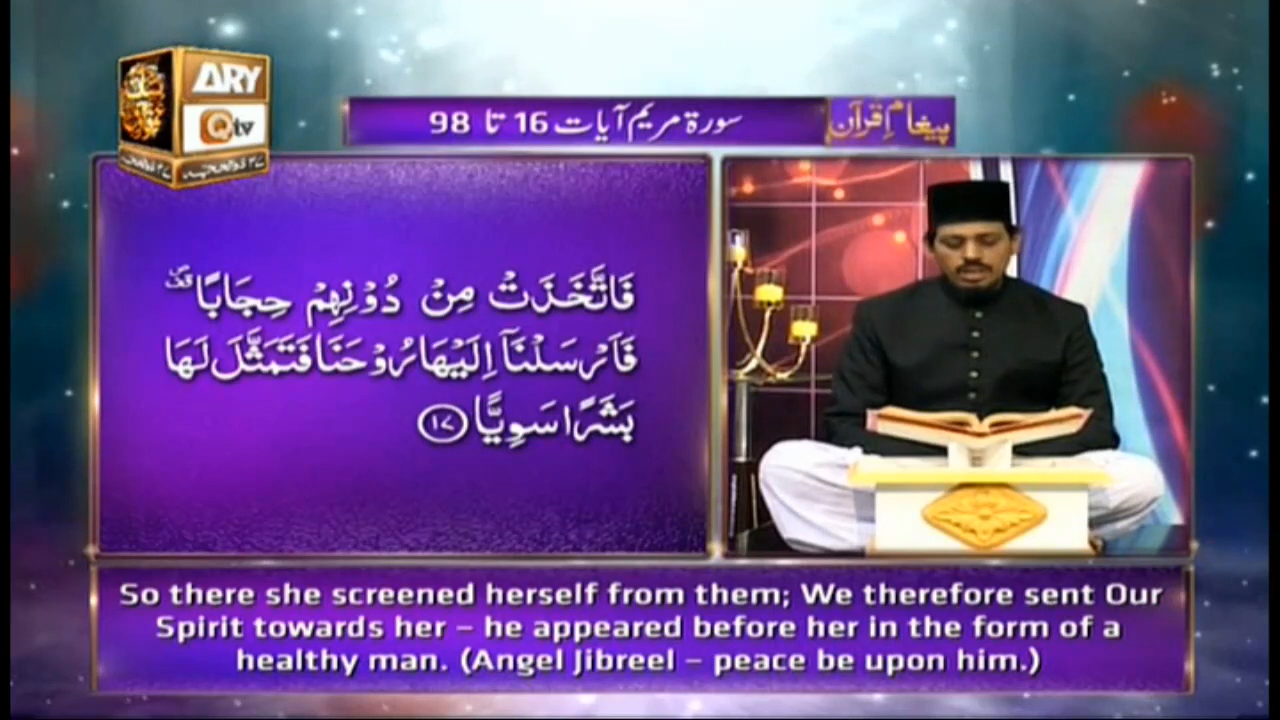 ARY
Qtv
سورۃ مریم آیات 16 تا 98
پیغام قرآن
فَاتَّخَذَتْ مِنْ دُوْنِهِمْ حِجَابًا ۪ۗ
فَاَرْسَلْنَاۤ اِلَيْهَا رُوْحَنَا فَتَمَثَّلَ لَهَا
بَشَرًا سَوِيًّا ۱۷
So there she screened herself from them; We therefore sent Our
Spirit towards her – he appeared before her in the form of a
healthy man. (Angel Jibreel – peace be upon him.)